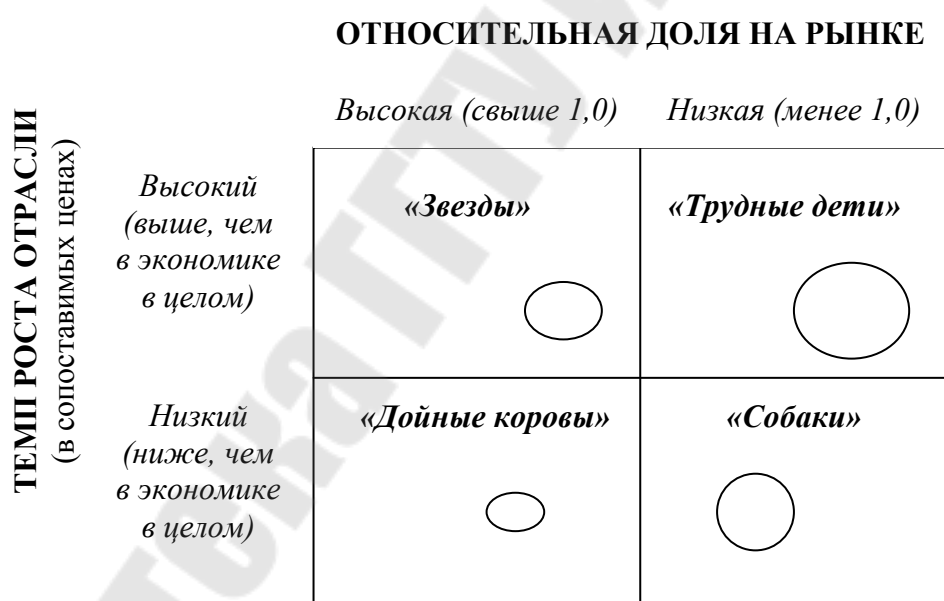 ОТНОСИТЕЛЬНАЯ ДОЛЯ НА РЫНКЕ
Высокая (свыше 1,0) Низкая (менее 1,0)
ТЕМП РОСТА ОТРАСЛИ
(в сопоставимых ценах)
Высокий
(выше, чем
в экономике
в целом)
«Звезды»
«Трудные дети»
Низкий
(ниже, чем
в экономике
в целом)
«Дойные коровы»
«Собаки»